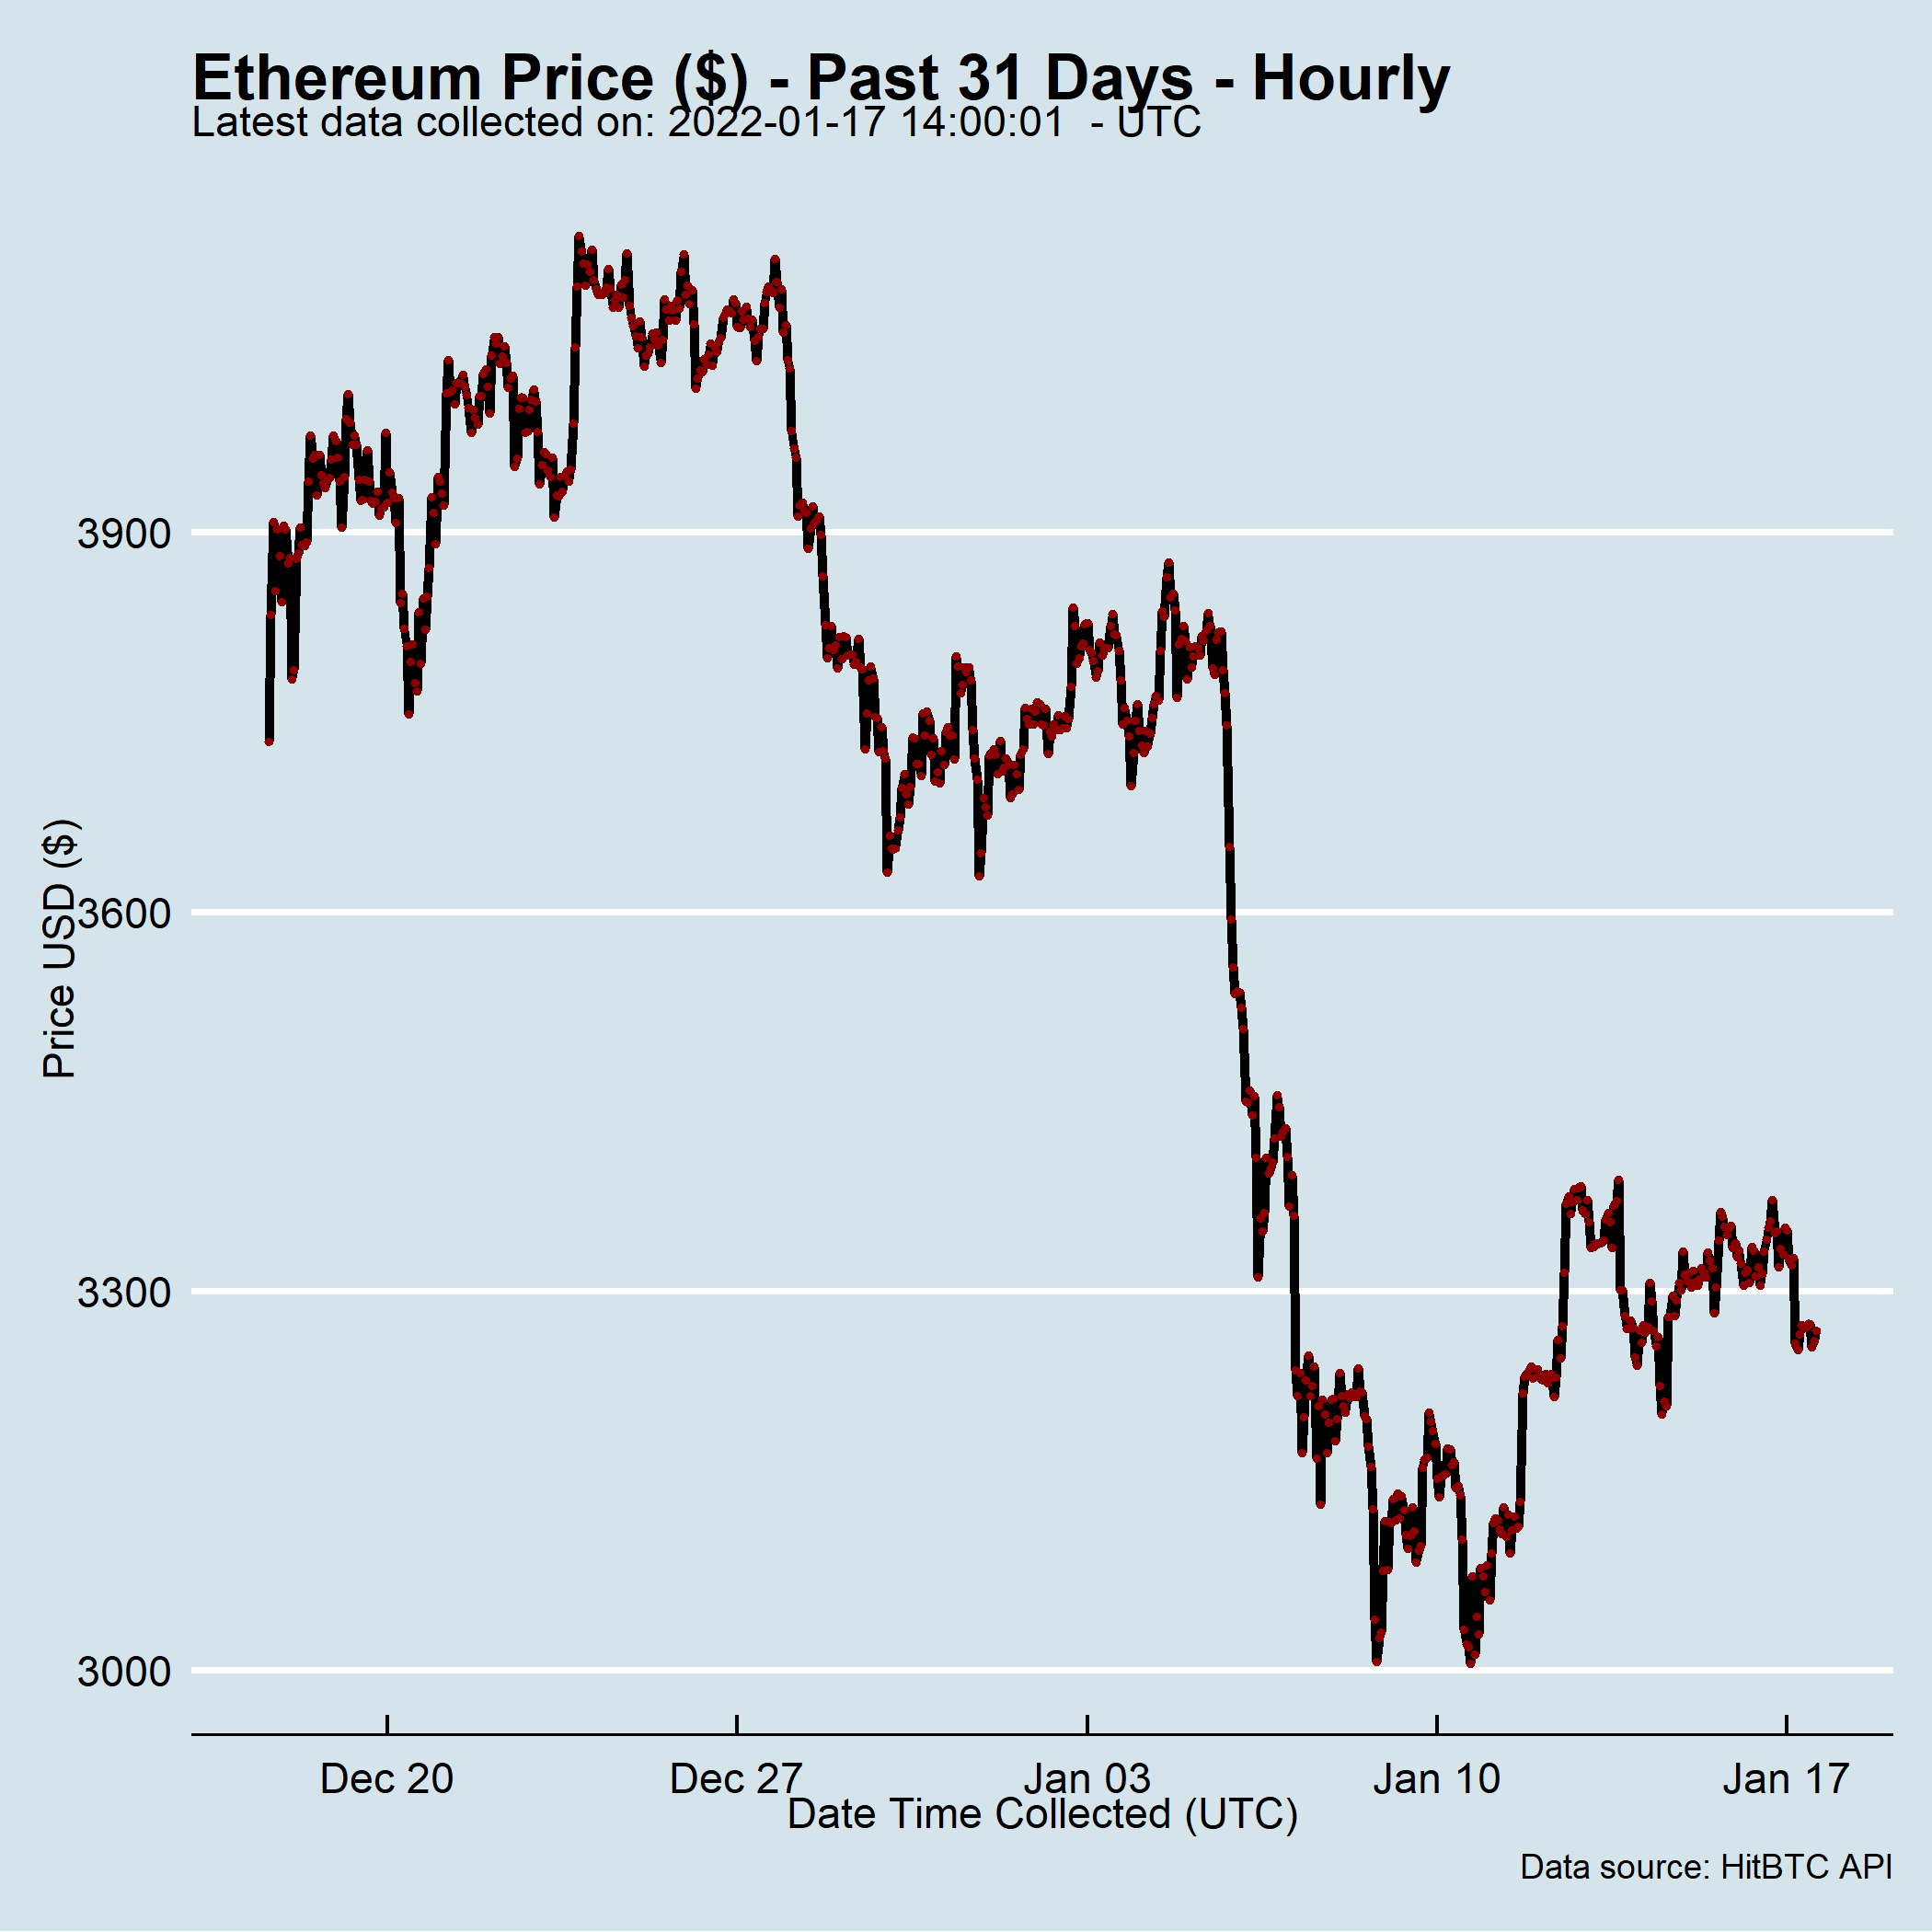 Ethereum Price ($) - Past 31 Days - Hourly
Latest data collected on: 2022-01-17 14:00:01  - UTC
Price USD ($)
3900
3600
3300
3000
Dec 20
Dec 27
Jan 03
Jan 10
Jan 17
Date Time Collected (UTC)
Data source: HitBTC API